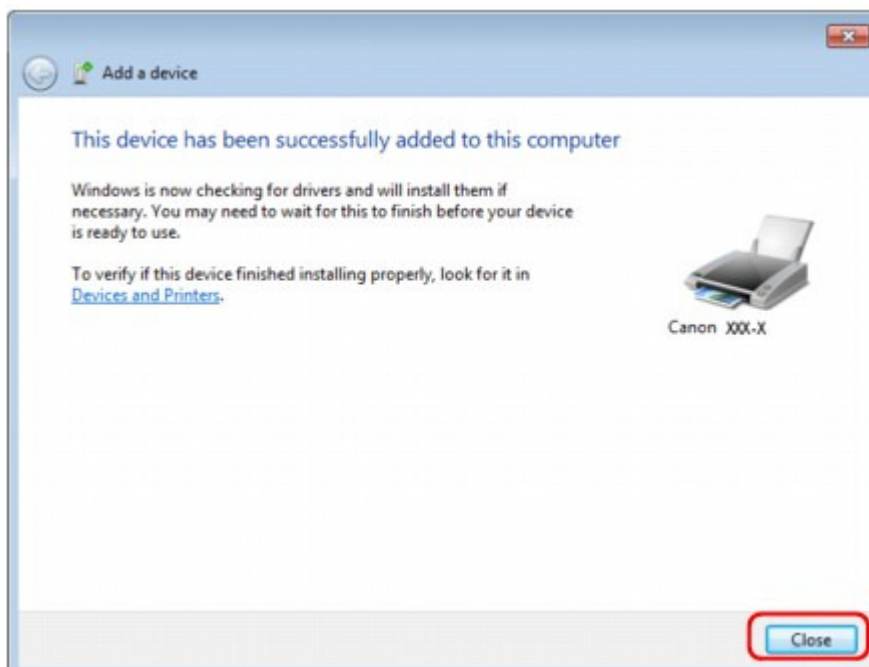 Add a device
This device has been successfully added to this computer
Windows is now checking for drivers and will install them if
necessary. You may need to wait for this to finish before your device
is ready to use.
To verify if this device finished installing properly, look for it in
Devices and Printers.
Canon XXX-X
Close